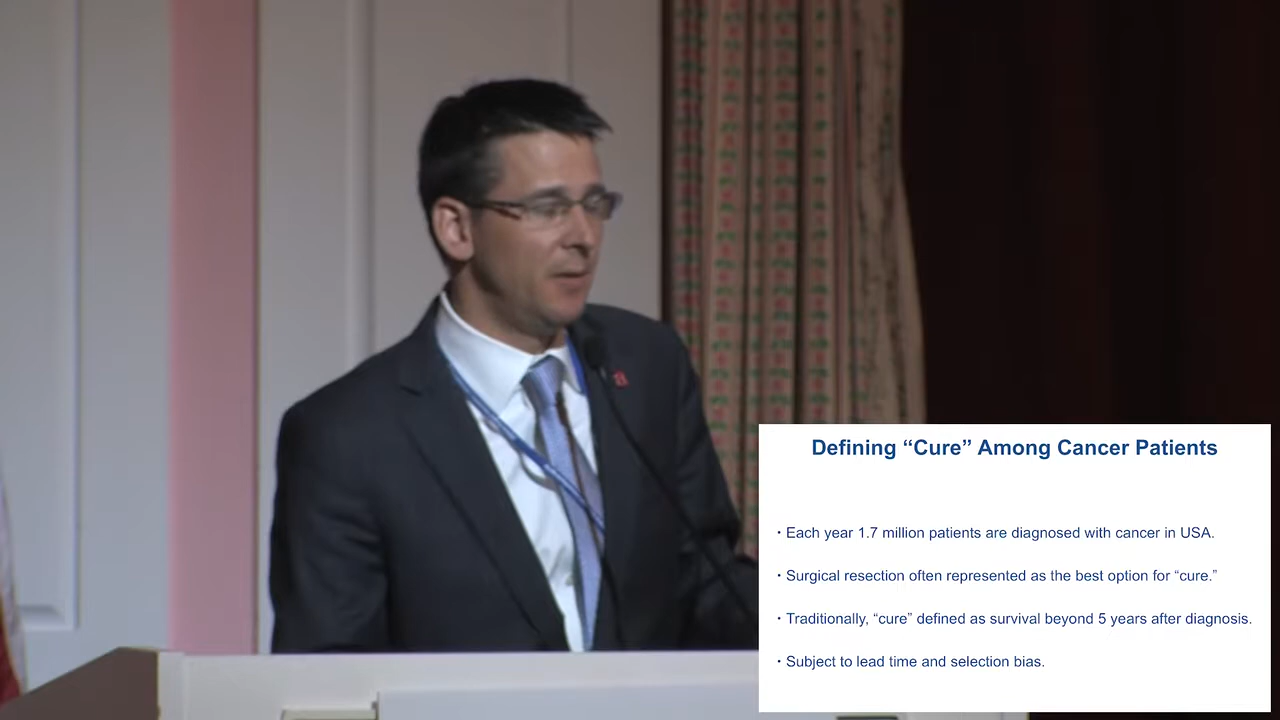 Defining “Cure” Among Cancer Patients
· Each year 1.7 million patients are diagnosed with cancer in USA.
· Surgical resection often represented as the best option for “cure.”
· Traditionally, “cure” defined as survival beyond 5 years after diagnosis.
· Subject to lead time and selection bias.